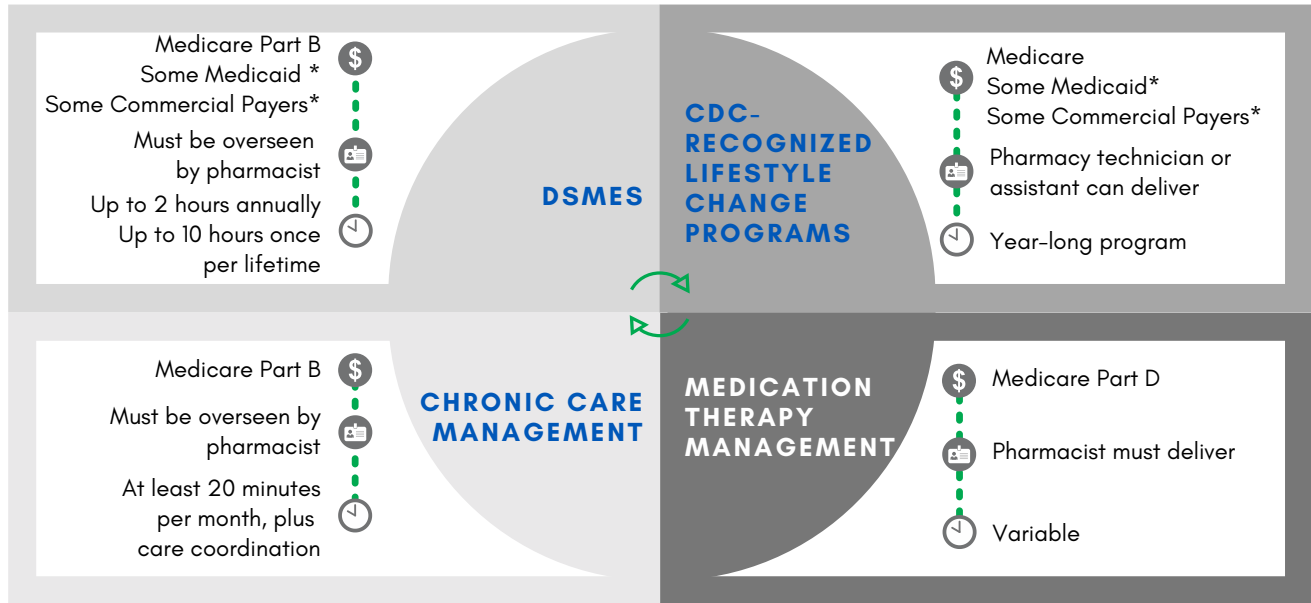 Medicare Part B
Some Medicaid *
Some Commercial Payers*
Must be overseen
by pharmacist
Up to 2 hours annually
Up to 10 hours once
per lifetime
DSMES
CDC-
RECOGNIZED
LIFESTYLE
CHANGE
PROGRAMS
Medicare
Some Medicaid*
Some Commercial Payers*
Pharmacy technician or
assistant can deliver
Year-long program
Medicare Part B
Must be overseen by
pharmacist
At least 20 minutes
per month, plus
care coordination
CHRONIC CARE
MANAGEMENT
MEDICATION
THERAPY
MANAGEMENT
Medicare Part D
Pharmacist must deliver
Variable